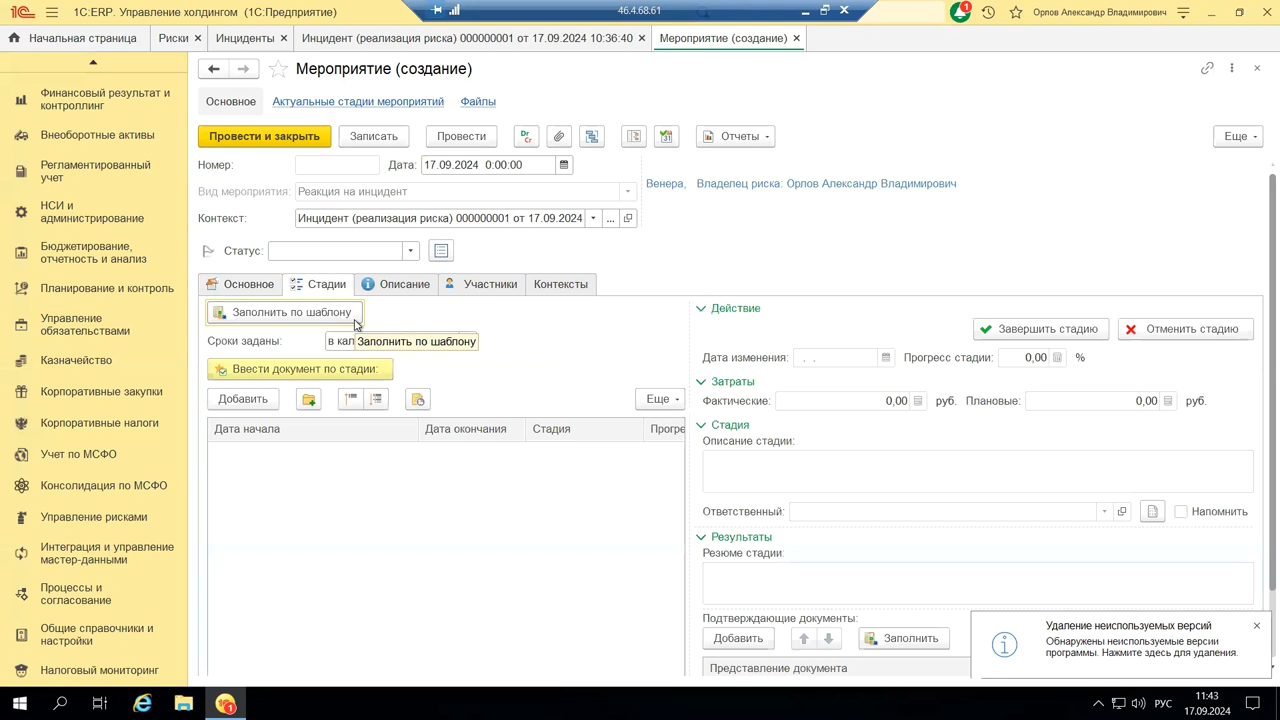 46.4.68.61
1С:ERP. Управление холдингом (1С:Предприятие)
1
Орлов Александр Владимирович
Начальная страница
Риски
Инциденты
Инцидент (реализация риска) 000000001 от 17.09.2024 10:36:40
Мероприятие (создание)
Финансовый результат и
контроллинг
Внеоборотные активы
Регламентированный
учет
НСИ и
администрирование
Бюджетирование,
отчетность и анализ
Планирование и контроль
Управление
обязательствами
Казначейство
Корпоративные закупки
Корпоративные налоги
Учет по МСФО
Консолидация по МСФО
Управление рисками
Интеграция и управление
мастер-данными
Процессы и
согласование
Общие справочники и
настройки
Налоговый мониторинг
Мероприятие (создание)
Основное
Актуальные стадии мероприятий
Файлы
Провести и закрыть
Записать
Провести
Отчеты
Еще
Номер:
Дата:
17.09.2024 0:00:00
Вид мероприятия:
Реакция на инцидент
Венера, Владелец риска: Орлов Александр Владимирович
Контекст:
Инцидент (реализация риска) 000000001 от 17.09.2024
...
Статус:
Основное
Стадии
Описание
Участники
Контексты
Заполнить по шаблону
Сроки заданы:
в кал
Заполнить по шаблону
Ввести документ по стадии:
Добавить
Еще
Дата начала
Дата окончания
Стадия
Прогре
Действие
Завершить стадию
Отменить стадию
Дата изменения:
. .
Прогресс стадии:
0,00
%
Затраты
Фактические:
0,00
руб.
Плановые:
0,00
руб.
Стадия
Описание стадии:
Ответственный:
Напомнить
Результаты
Резюме стадии:
Подтверждающие документы:
Добавить
Заполнить
Представление документа
Удаление неиспользуемых версий
Обнаружены неиспользуемые версии
программы. Нажмите здесь для удаления.
РУС
11:43
17.09.2024